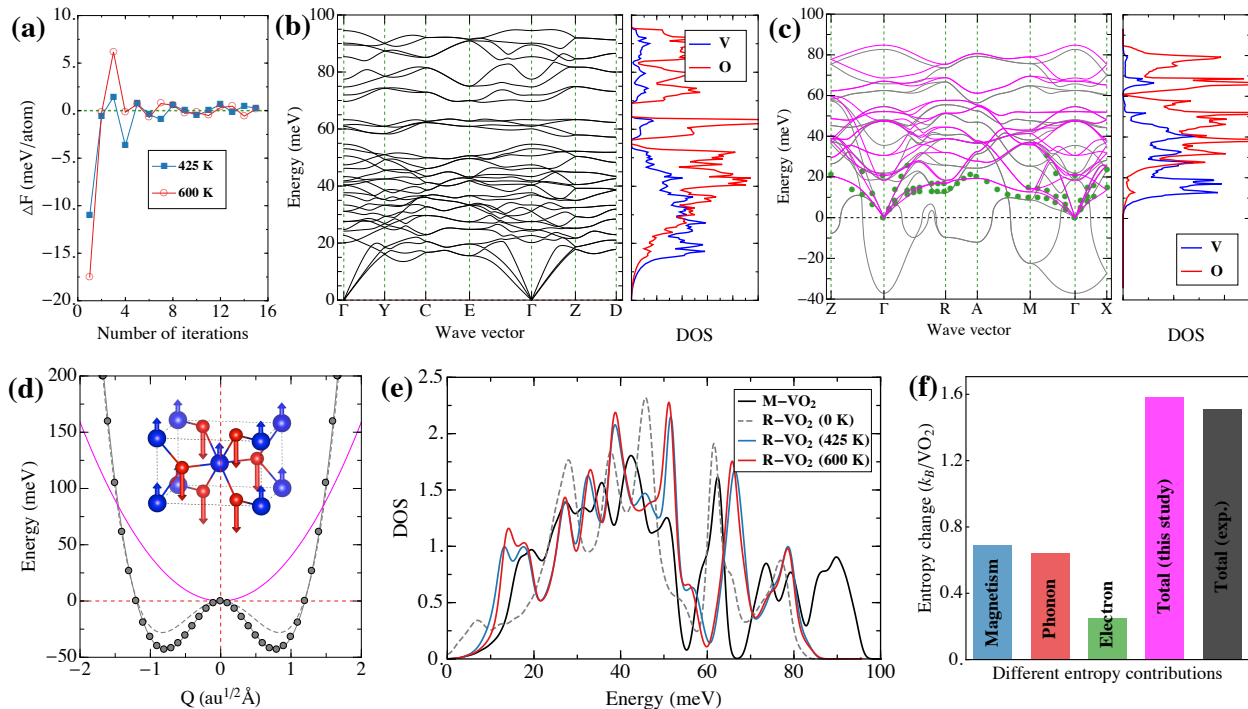 (a)
ΔF (meV/atom)
5.
0.
−5.
−10.
−15.
−20
0.
4
8
12
16
Number of iterations
425 K
600 K
(b)
Energy (meV)
100
80
60
40
20
0
Γ Y C E Γ Z D
Wave vector
V
O
DOS
(c)
Energy (meV)
100
80
60
40
20
0
−20
−40
Z Γ R A M Γ X
Wave vector
V
O
DOS
(d)
Energy (meV)
200
150
100
50
0
−50
−2 −1 0 1 2
Q (au1/2Å)
(e)
DOS
2.5
2.
1.5
1
0.5
0.
0 20 40 60 80 100
Energy (meV)
M−VO2
R−VO2 (0 K)
R−VO2 (425 K)
R−VO2 (600 K)
(f)
Entropy change (kB/VO2)
1.6
1.2
0.8
0.4
0.
Magnetism
Phonon
Electron
Total (this study)
Total (exp.)
Different entropy contributions